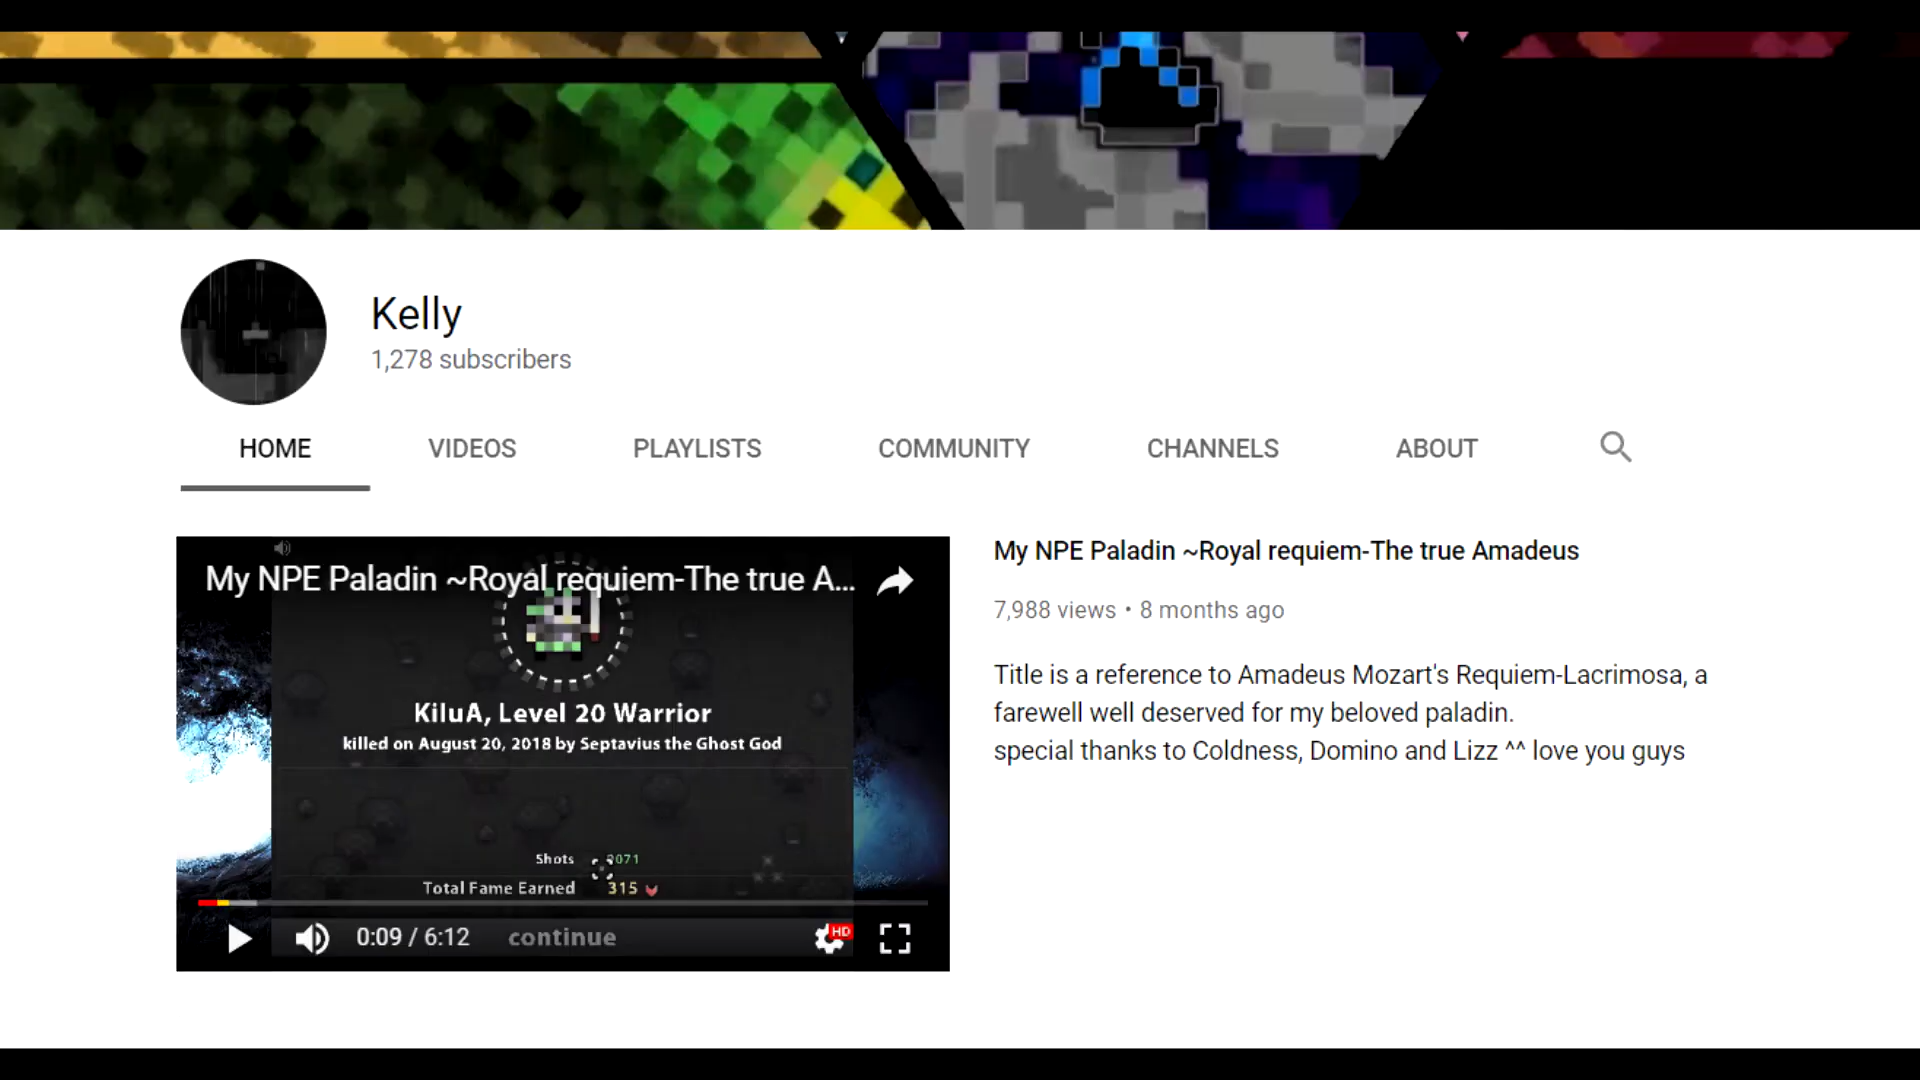 Kelly
1,278 subscribers
HOME VIDEOS PLAYLISTS COMMUNITY CHANNELS ABOUT
My NPE Paladin ~Royal requiem-The true A...
KiluA, Level 20 Warrior
killed on August 20, 2018 by Septavius the Ghost God
Shots
Total Fame Earned 315
0:09 / 6:12 continue HD
My NPE Paladin ~Royal requiem-The true Amadeus
7,988 views • 8 months ago
Title is a reference to Amadeus Mozart's Requiem-Lacrimosa, a
farewell well deserved for my beloved paladin.
special thanks to Coldness, Domino and Lizz ^^ love you guys